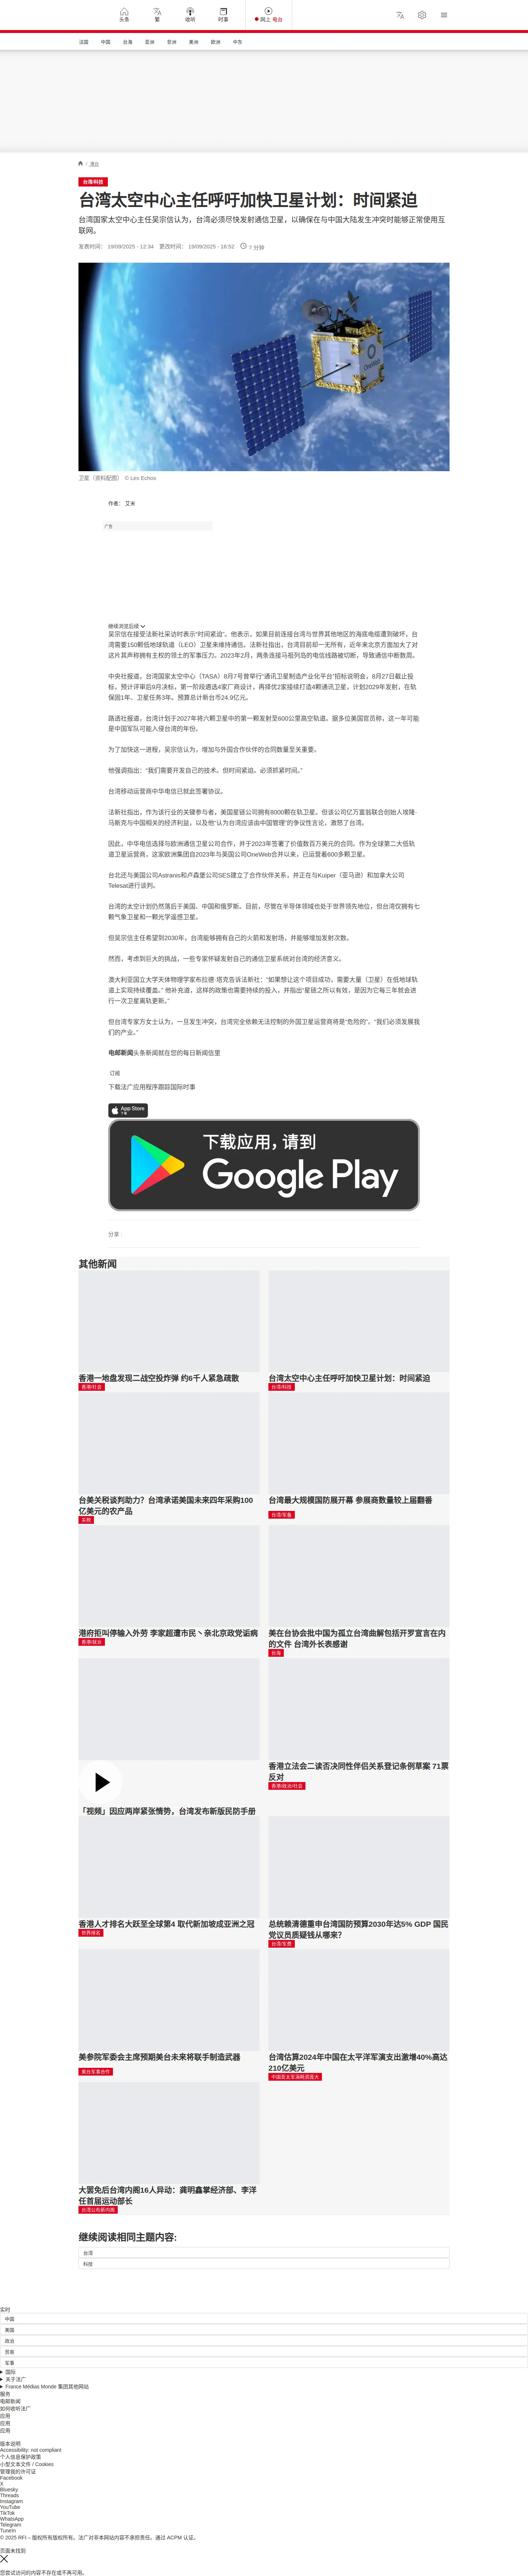 头条
繁
收听
时事
网上 电台
法国
中国
台海
亚洲
非洲
美洲
欧洲
中东
/ 港台
台湾/科技
台湾太空中心主任呼吁加快卫星计划：时间紧迫
台湾国家太空中心主任吴宗信认为，台湾必须尽快发射通信卫星，以确保在与中国大陆发生冲突时能够正常使用互
联网。
发表时间： 19/09/2025 - 12:34 更改时间： 19/09/2025 - 16:52 7 分钟
OneWeb
卫星（资料配图） © Les Echos
作者： 艾米
广告
继续浏览后续
吴宗信在接受法新社采访时表示“时间紧迫”。他表示，如果目前连接台湾与世界其他地区的海底电缆遭到破坏，台
湾需要150颗低地球轨道（LEO）卫星来维持通信。法新社指出，台湾目前却一无所有，近年来北京方面加大了对
这片其声称拥有主权的领土的军事压力。2023年2月，两条连接马祖列岛的电信线路被切断，导致通信中断数周。
中央社报道，台湾国家太空中心（TASA）8月7号曾举行“通讯卫星制造产业化平台”招标说明会，8月27日截止投
标，预计评审后9月决标，第一阶段遴选4家厂商设计，再择优2家接续打造4颗通讯卫星，计划2029年发射，在轨
保固1年、卫星任务3年。预算总计新台币24.9亿元。
路透社报道，台湾计划于2027年将六颗卫星中的第一颗发射至600公里高空轨道。据多位美国官员称，这一年可能
是中国军队可能入侵台湾的年份。
为了加快这一进程，吴宗信认为，增加与外国合作伙伴的合同数量至关重要。
他强调指出：“我们需要开发自己的技术。但时间紧迫。必须抓紧时间。”
台湾移动运营商中华电信已就此签署协议。
法新社指出，作为该行业的关键参与者，美国星链公司拥有8000颗在轨卫星。但该公司亿万富翁联合创始人埃隆·
马斯克与中国相关的经济利益，以及他“认为台湾应该由中国管理”的争议性言论，激怒了台湾。
因此，中华电信选择与欧洲通信卫星公司合作，并于2023年签署了价值数百万美元的合同。作为全球第二大低轨
道卫星运营商，这家欧洲集团自2023年与英国公司OneWeb合并以来，已运营着600多颗卫星。
台北还与美国公司Astranis和卢森堡公司SES建立了合作伙伴关系，并正在与Kuiper（亚马逊）和加拿大公司
Telesat进行谈判。
台湾的太空计划仍然落后于美国、中国和俄罗斯。目前，尽管在半导体领域也处于世界领先地位，但台湾仅拥有七
颗气象卫星和一颗光学遥感卫星。
但吴宗信主任希望到2030年，台湾能够拥有自己的火箭和发射场，并能够增加发射次数。
然而，考虑到巨大的挑战，一些专家怀疑发射自己的通信卫星系统对台湾的经济意义。
澳大利亚国立大学天体物理学家布拉德·塔克告诉法新社：“如果想让这个项目成功，需要大量（卫星）在低地球轨
道上实现持续覆盖。” 他补充道，这样的政策也需要持续的投入，并指出“星链之所以有效，是因为它每三年就会进
行一次卫星离轨更新。”
但台湾专家方女士认为，一旦发生冲突，台湾完全依赖无法控制的外国卫星运营商将是“危险的”。“我们必须发展我
们的产业。”
电邮新闻头条新闻就在您的每日新闻信里
订阅
下载法广应用程序跟踪国际时事
App Store
下载
下载应用，请到
Google Play
分享 :
其他新闻
香港一地盘发现二战空投炸弹 约6千人紧急疏散
香港/社会
台湾太空中心主任呼吁加快卫星计划：时间紧迫
台湾/科技
台美关税谈判助力？台湾承诺美国未来四年采购100
亿美元的农产品
关税
台湾最大规模国防展开幕 参展商数量较上届翻番
台湾/军备
港府拒叫停输入外劳 李家超遭市民丶亲北京政党诟病
香港/就业
美在台协会批中国为孤立台湾曲解包括开罗宣言在内
的文件 台湾外长表感谢
台海
「视频」因应两岸紧张情势，台湾发布新版民防手册
香港立法会二读否决同性伴侣关系登记条例草案 71票
反对
香港/政治/社会
香港人才排名大跃至全球第4 取代新加坡成亚洲之冠
世界排名
总统赖清德重申台湾国防预算2030年达5% GDP 国民
党议员质疑钱从哪来？
台湾/军费
美参院军委会主席预期美台未来将联手制造武器
美台军事合作
台湾估算2024年中国在太平洋军演支出激增40%高达
210亿美元
中国亚太军演耗资庞大
大罢免后台湾内阁16人异动：龚明鑫掌经济部、李洋
任首届运动部长
台湾公布新内阁
继续阅读相同主题内容:
台湾
科技
实时
中国
美国
政治
贸易
军事
国际
关于法广
France Médias Monde 集团其他网站
服务
电邮新闻
如何收听法广
应用
应用
应用
版本说明
Accessibility: not compliant
个人信息保护政策
小型文本文件 / Cookies
管理我的许可证
Facebook
X
Bluesky
Threads
Instagram
YouTube
TikTok
WhatsApp
Telegram
TuneIn
© 2025 RFI – 版权所有版权所有。法广对非本网站内容不承担责任。通过 ACPM 认证。
页面未找到
您尝试访问的内容不存在或不再可用。